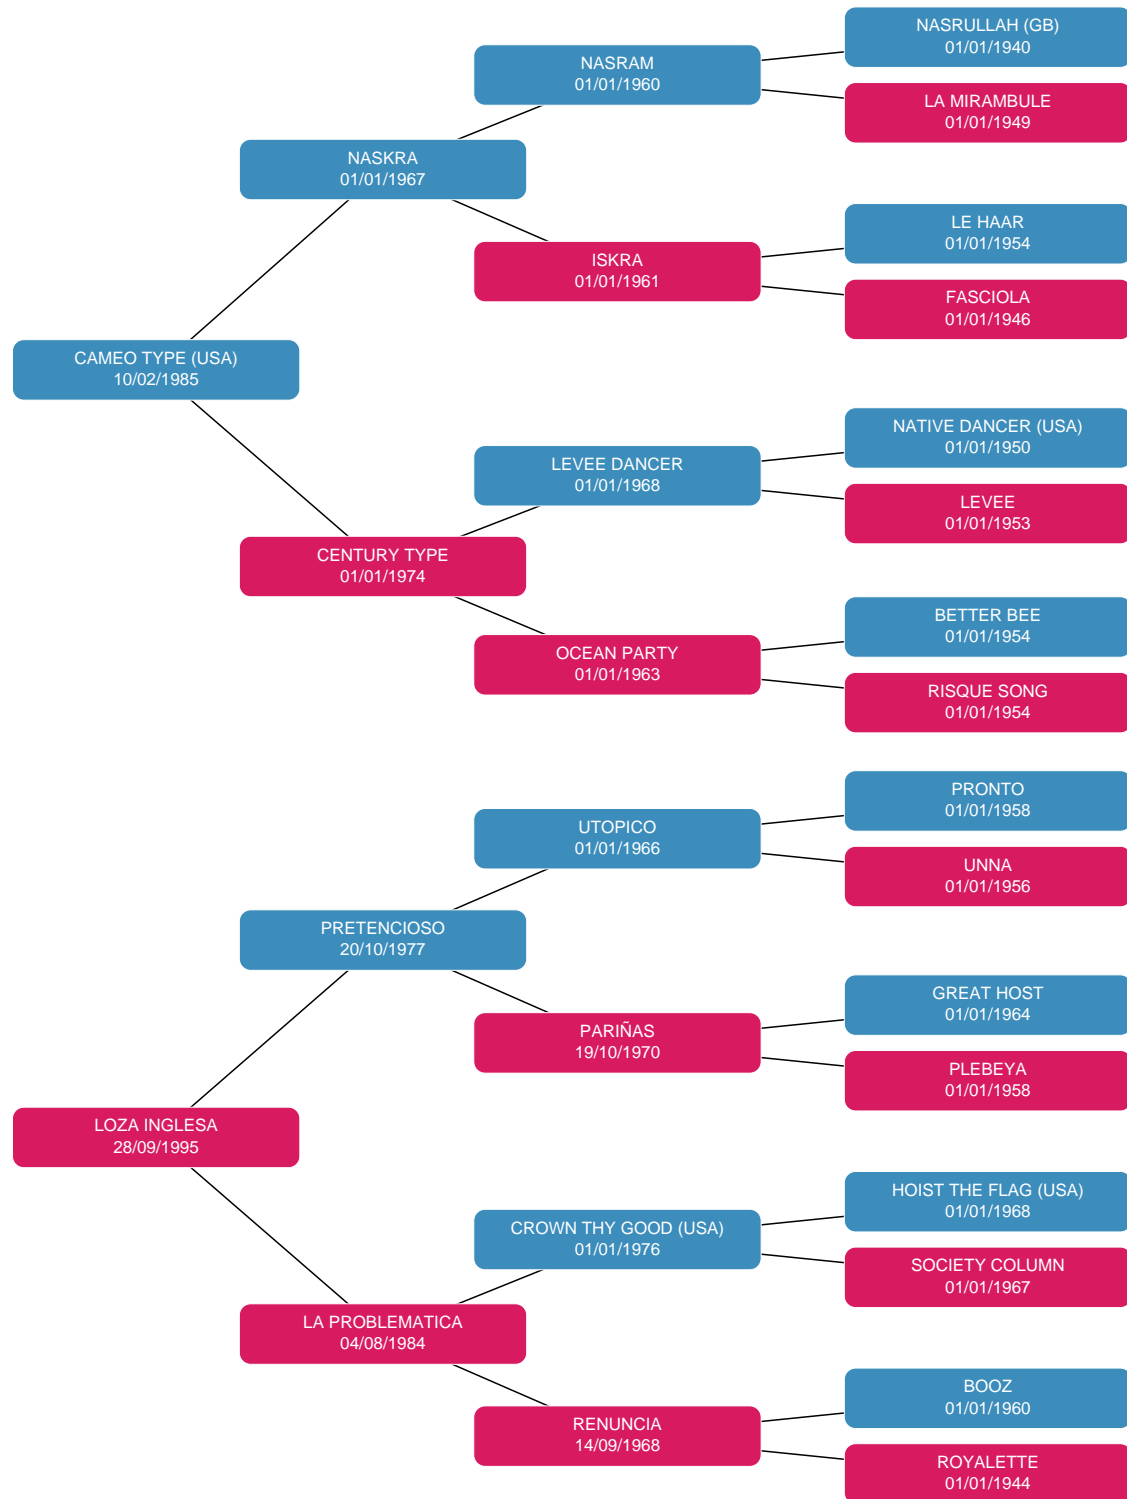 NASRULLAH (GB)
01/01/1940
NASRAM
01/01/1960
LA MIRAMBULE
01/01/1949
NASKRA
01/01/1967
LE HAAR
01/01/1954
ISKRA
01/01/1961
FASCIOLA
01/01/1946
CAMEO TYPE (USA)
10/02/1985
NATIVE DANCER (USA)
01/01/1950
LEVEE DANCER
01/01/1968
LEVEE
01/01/1953
CENTURY TYPE
01/01/1974
BETTER BEE
01/01/1954
OCEAN PARTY
01/01/1963
RISQUE SONG
01/01/1954
PRONTO
01/01/1958
UTOPICO
01/01/1966
UNNA
01/01/1956
PRETENCIOSO
20/10/1977
GREAT HOST
01/01/1964
PARIÑAS
19/10/1970
PLEBEYA
01/01/1958
LOZA INGLESA
28/09/1995
HOIST THE FLAG (USA)
01/01/1968
CROWN THY GOOD (USA)
01/01/1976
SOCIETY COLUMN
01/01/1967
LA PROBLEMATICA
04/08/1984
BOOZ
01/01/1960
RENUNCIA
14/09/1968
ROYALETTE
01/01/1944